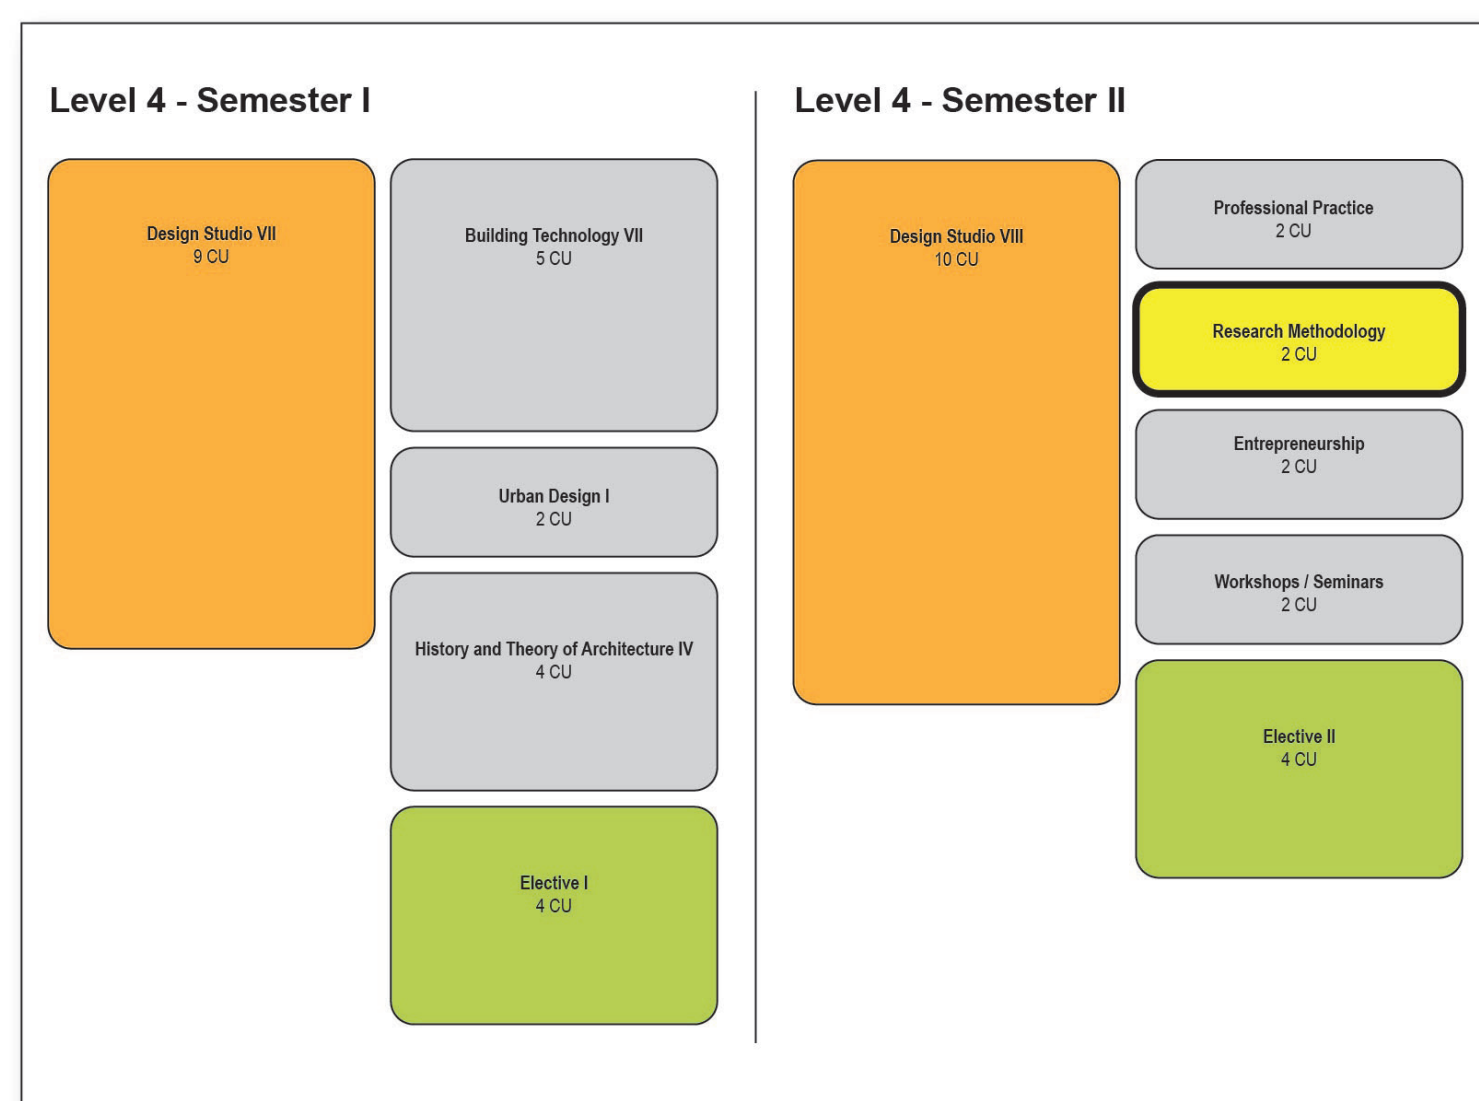 Level 4 - Semester I
Design Studio VII
9 CU
Building Technology VII
5 CU
Urban Design I
2 CU
History and Theory of Architecture IV
4 CU
Elective I
4 CU
Level 4 - Semester II
Design Studio VIII
10 CU
Professional Practice
2 CU
Research Methodology
2 CU
Entrepreneurship
2 CU
Workshops / Seminars
2 CU
Elective II
4 CU